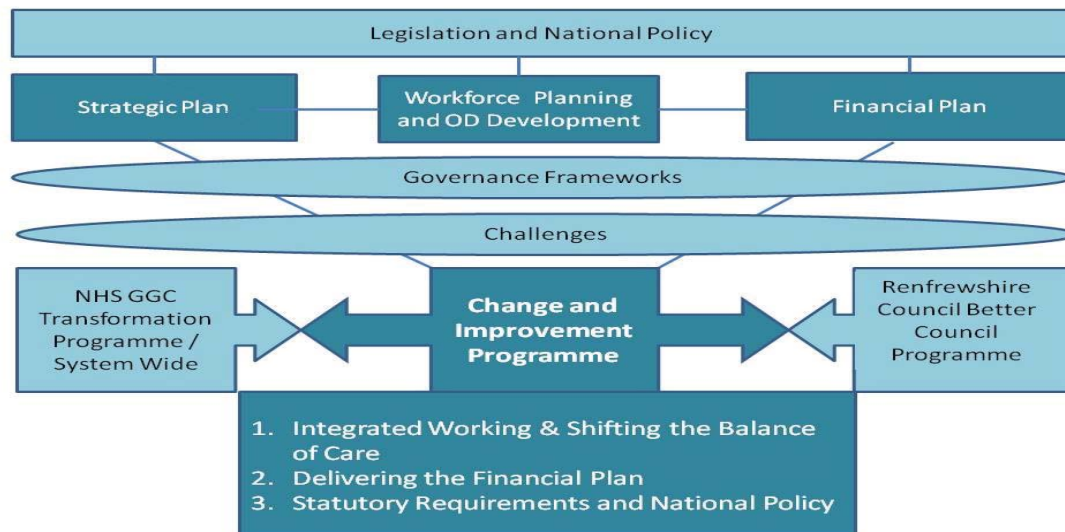 Legislation and National Policy
Strategic Plan
Workforce Planning
and OD Development
Financial Plan
Governance Frameworks
Challenges
NHS GGC
Transformation
Programme /
System Wide
Change and
Improvement
Programme
Renfrewshire
Council Better
Council
Programme
1. Integrated Working & Shifting the Balance
of Care
2. Delivering the Financial Plan
3. Statutory Requirements and National Policy